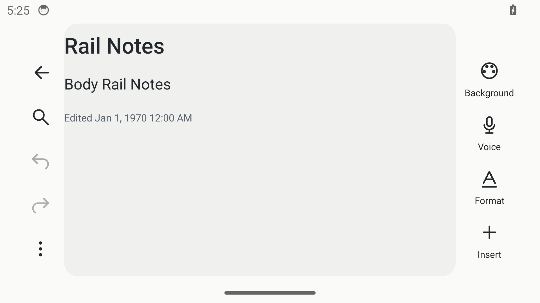 5:25
Rail Notes
Body Rail Notes
Edited Jan 1, 1970 12:00 AM
Background
Voice
Format
Insert